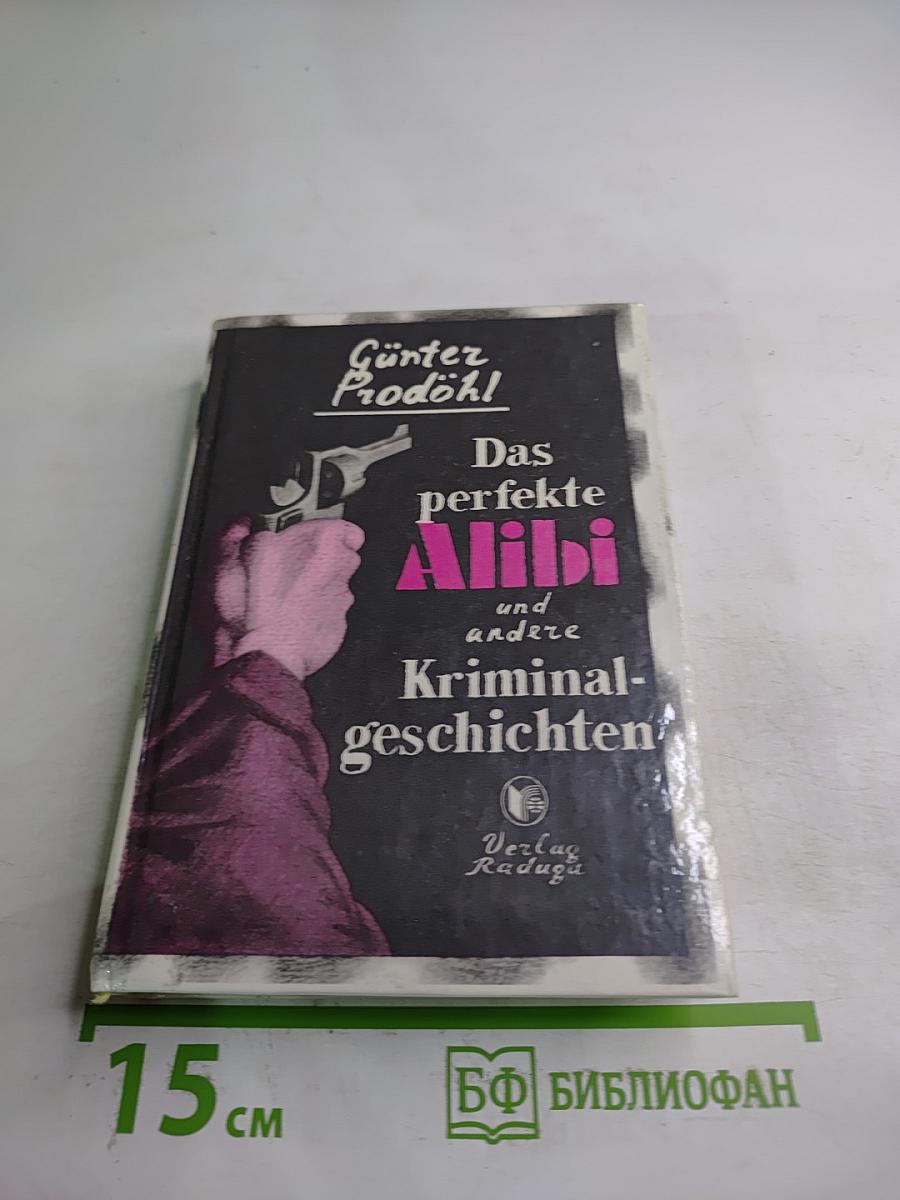 Günter
Prodöhl
Das
perfekte
Alibi
und
andere
Kriminal-
geschichten
Verlag
Raduga
15 см
БФ БИБЛИОФАН